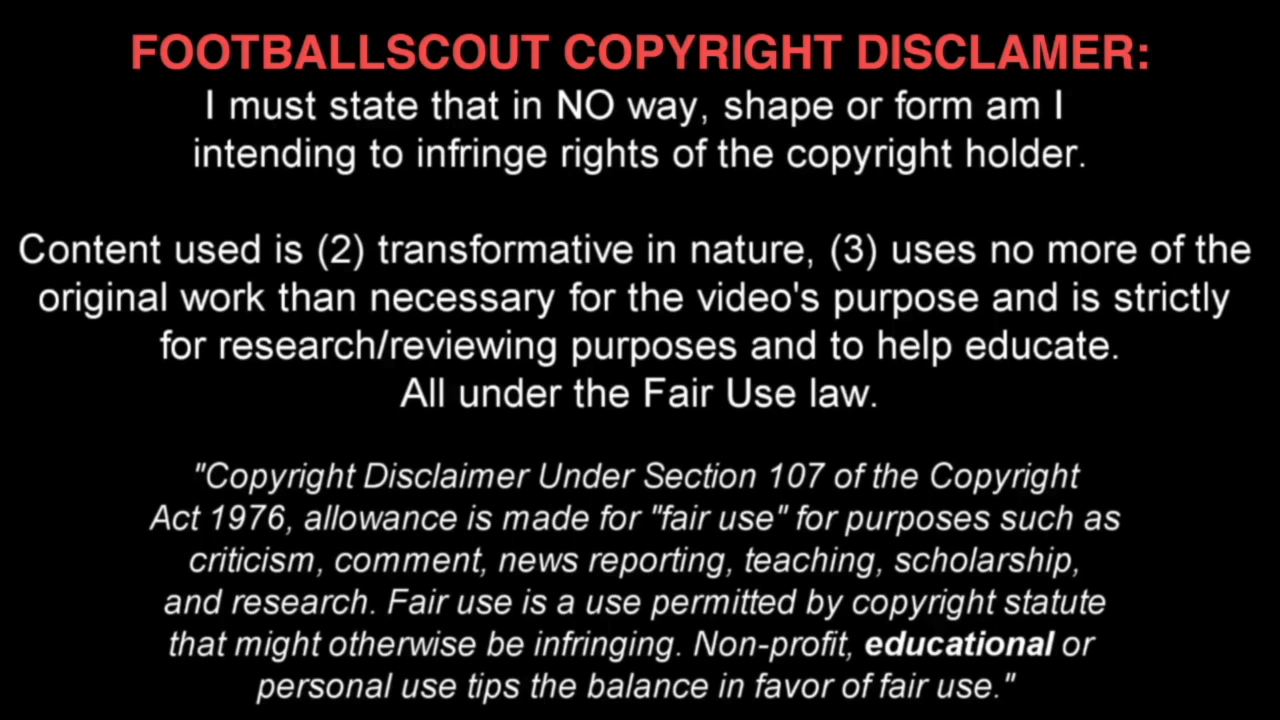 FOOTBALLSCOUT COPYRIGHT DISCLAMER:
I must state that in NO way, shape or form am I
intending to infringe rights of the copyright holder.
Content used is (2) transformative in nature, (3) uses no more of the
original work than necessary for the video's purpose and is strictly
for research/reviewing purposes and to help educate.
All under the Fair Use law.
"Copyright Disclaimer Under Section 107 of the Copyright
Act 1976, allowance is made for "fair use" for purposes such as
criticism, comment, news reporting, teaching, scholarship,
and research. Fair use is a use permitted by copyright statute
that might otherwise be infringing. Non-profit, educational or
personal use tips the balance in favor of fair use."